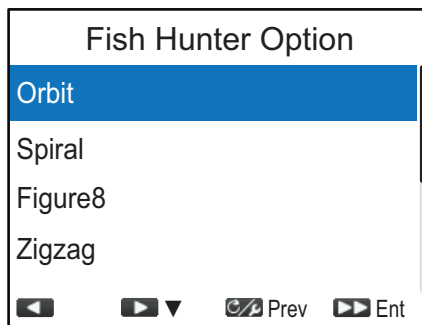 Fish Hunter Option
Orbit
Spiral
Figure8
Zigzag
◀ ▶ ▼ C/🔧 Prev ▶▶ Ent